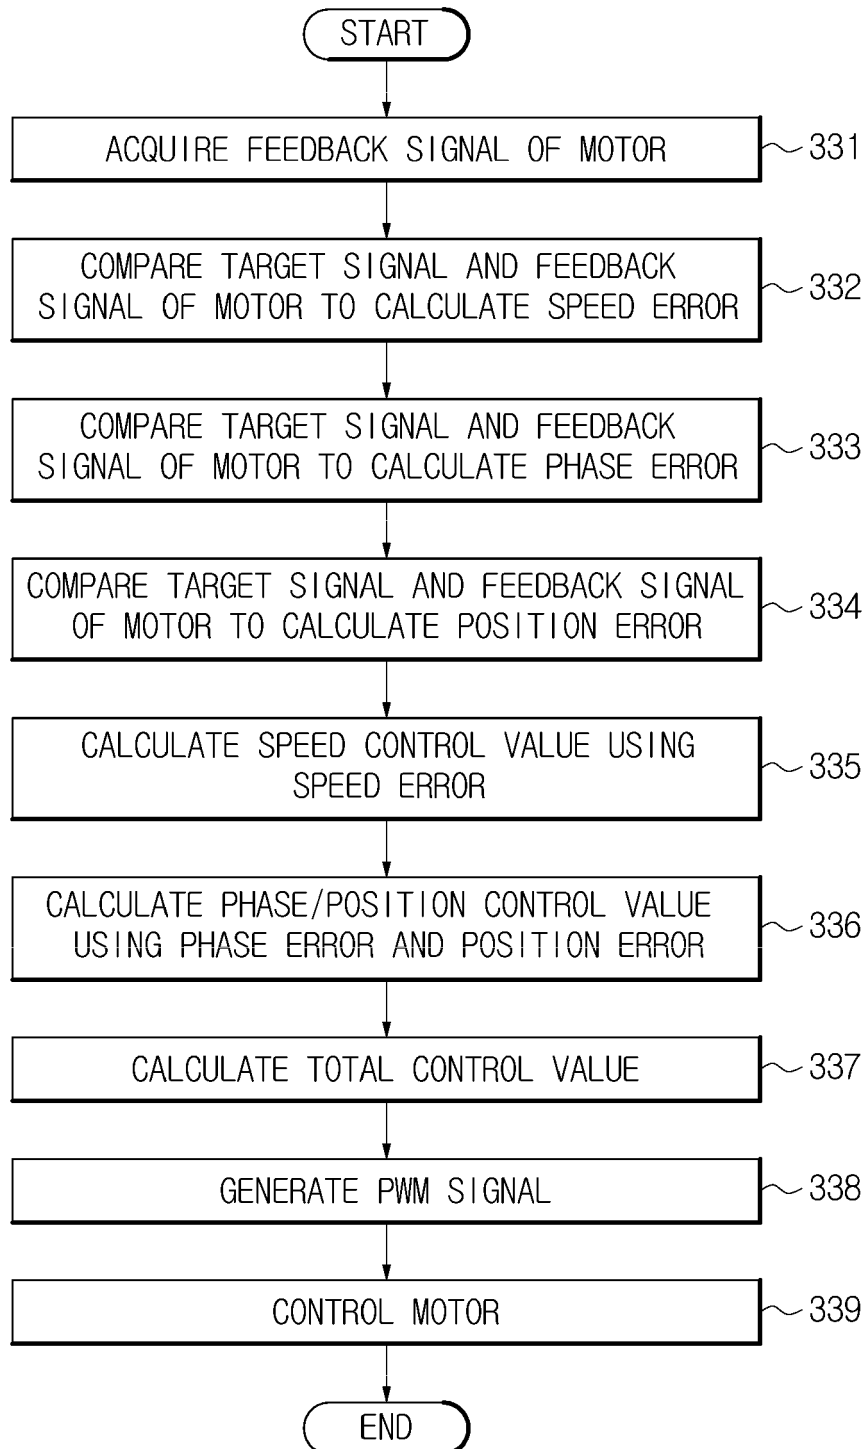 START
ACQUIRE FEEDBACK SIGNAL OF MOTOR
331
COMPARE TARGET SIGNAL AND FEEDBACK
SIGNAL OF MOTOR TO CALCULATE SPEED ERROR
332
COMPARE TARGET SIGNAL AND FEEDBACK
SIGNAL OF MOTOR TO CALCULATE PHASE ERROR
333
COMPARE TARGET SIGNAL AND FEEDBACK SIGNAL
OF MOTOR TO CALCULATE POSITION ERROR
334
CALCULATE SPEED CONTROL VALUE USING
SPEED ERROR
335
CALCULATE PHASE/POSITION CONTROL VALUE
USING PHASE ERROR AND POSITION ERROR
336
CALCULATE TOTAL CONTROL VALUE
337
GENERATE PWM SIGNAL
338
CONTROL MOTOR
339
END